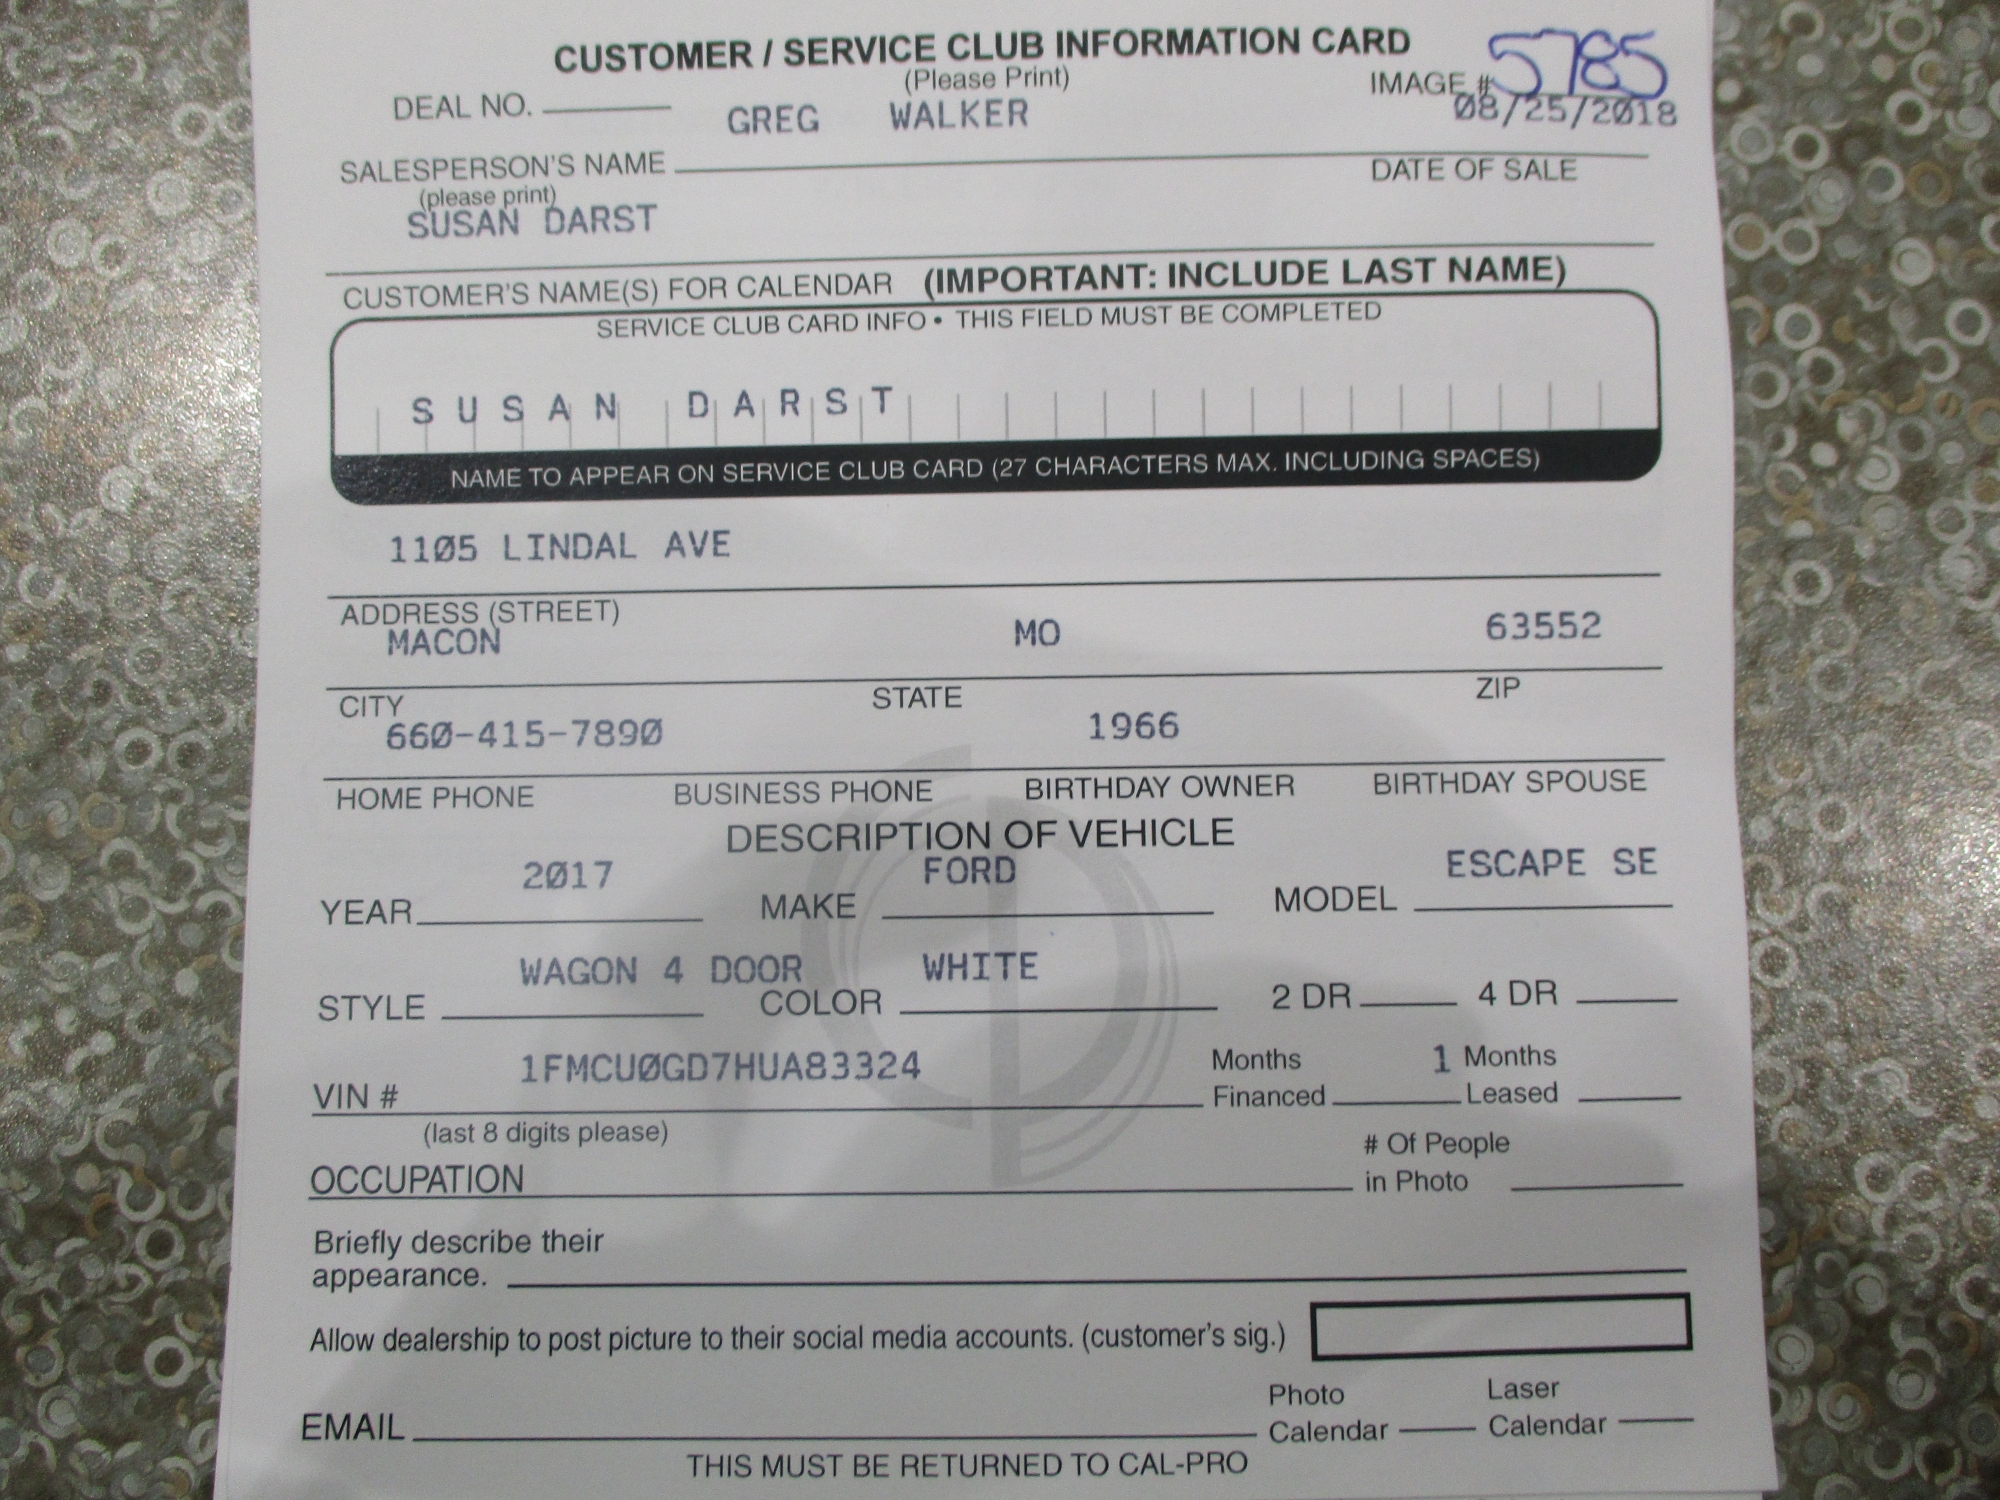 CUSTOMER / SERVICE CLUB INFORMATION CARD
(Please Print)
IMAGE # 5785
DEAL NO.
GREG WALKER
08/25/2018
SALESPERSON'S NAME
DATE OF SALE
(please print)
SUSAN DARST
CUSTOMER'S NAME(S) FOR CALENDAR (IMPORTANT: INCLUDE LAST NAME)
SERVICE CLUB CARD INFO • THIS FIELD MUST BE COMPLETED
SUSAN DARST
NAME TO APPEAR ON SERVICE CLUB CARD (27 CHARACTERS MAX. INCLUDING SPACES)
1105 LINDAL AVE
ADDRESS (STREET)
MACON MO 63552
CITY STATE ZIP
660-415-7890 1966
HOME PHONE BUSINESS PHONE BIRTHDAY OWNER BIRTHDAY SPOUSE
DESCRIPTION OF VEHICLE
2017 FORD ESCAPE SE
YEAR MAKE MODEL
WAGON 4 DOOR WHITE
STYLE COLOR 2 DR 4 DR
1FMCU0GD7HUA83324 Months 1 Months
VIN # Financed Leased
(last 8 digits please)
# Of People
OCCUPATION in Photo
Briefly describe their
appearance.
Allow dealership to post picture to their social media accounts. (customer's sig.)
Photo Laser
EMAIL Calendar Calendar
THIS MUST BE RETURNED TO CAL-PRO